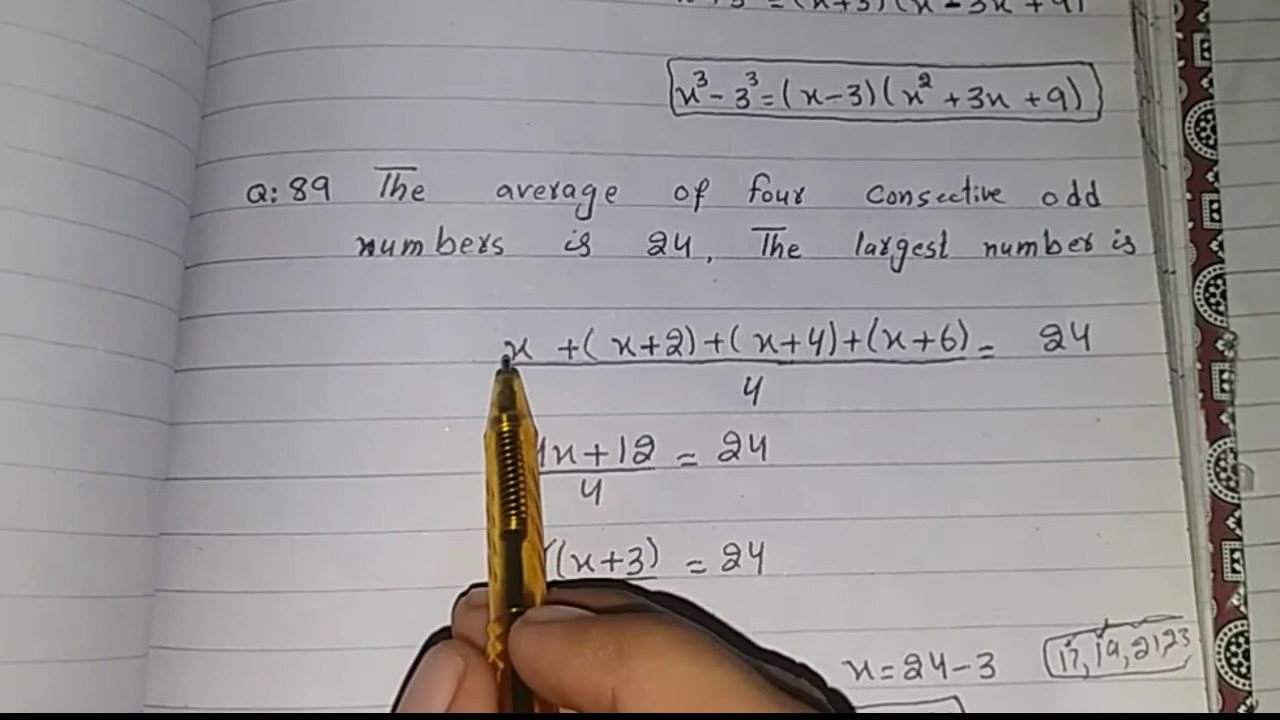 x³-3³=(x-3)(x²+3x+9)
Q:89 The average of four consective odd
numbers is 24, The largest number is
x +(x+2)+(x+4)+(x+6) = 24
4
x+12 = 24
4
(x+3) = 24
x=24-3
17, 19, 21, 23